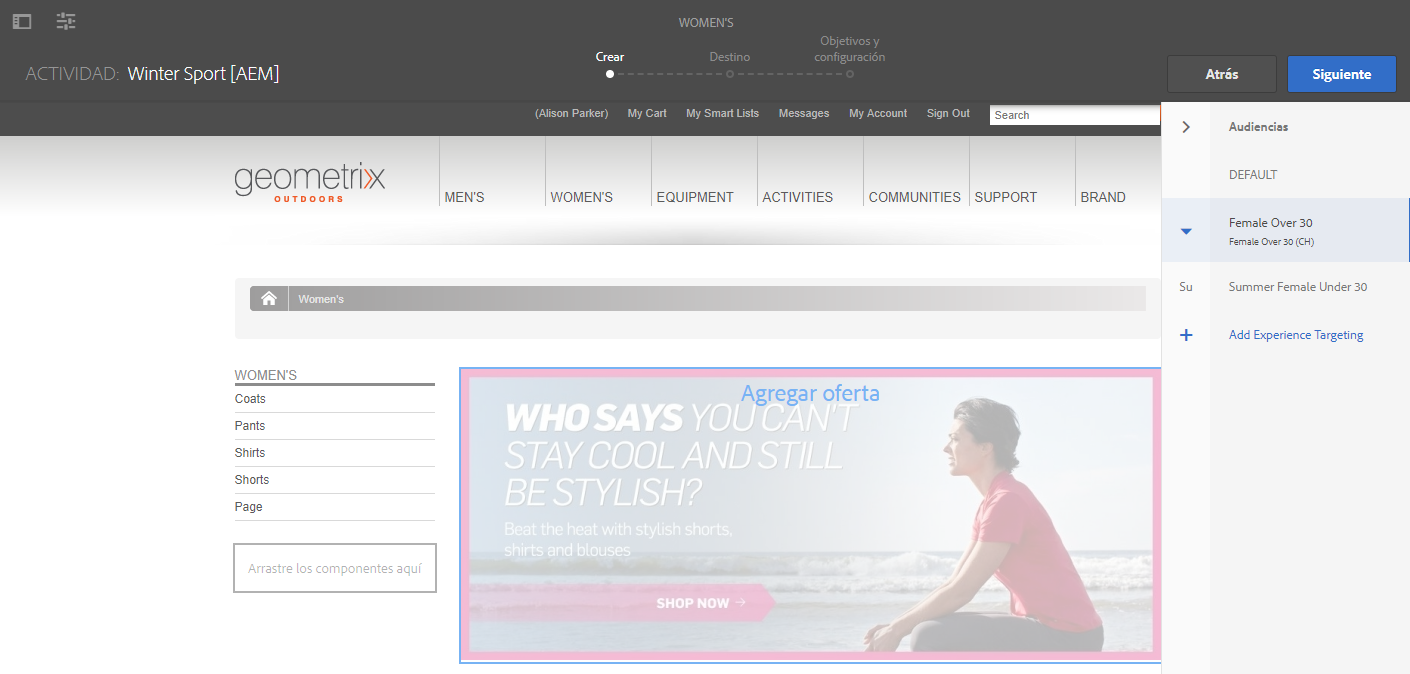 WOMEN'S
Crear
Destino
Objetivos y
configuración
ACTIVIDAD: Winter Sport [AEM]
Atrás
Siguiente
(Alison Parker)
My Cart
My Smart Lists
Messages
My Account
Sign Out
Search
geometrixx
OUTDOORS
MEN'S
WOMEN'S
EQUIPMENT
ACTIVITIES
COMMUNITIES
SUPPORT
BRAND
Audiencias
DEFAULT
Female Over 30
Female Over 30 (CH)
Su
Summer Female Under 30
+ Add Experience Targeting
Women's
WOMEN'S
Coats
Pants
Shirts
Shorts
Page
Arrastre los componentes aquí
Agregar oferta
WHO SAYS YOU CAN'T
STAY COOL AND STILL
BE STYLISH?
Beat the heat with stylish shorts,
shirts and blouses
SHOP NOW →